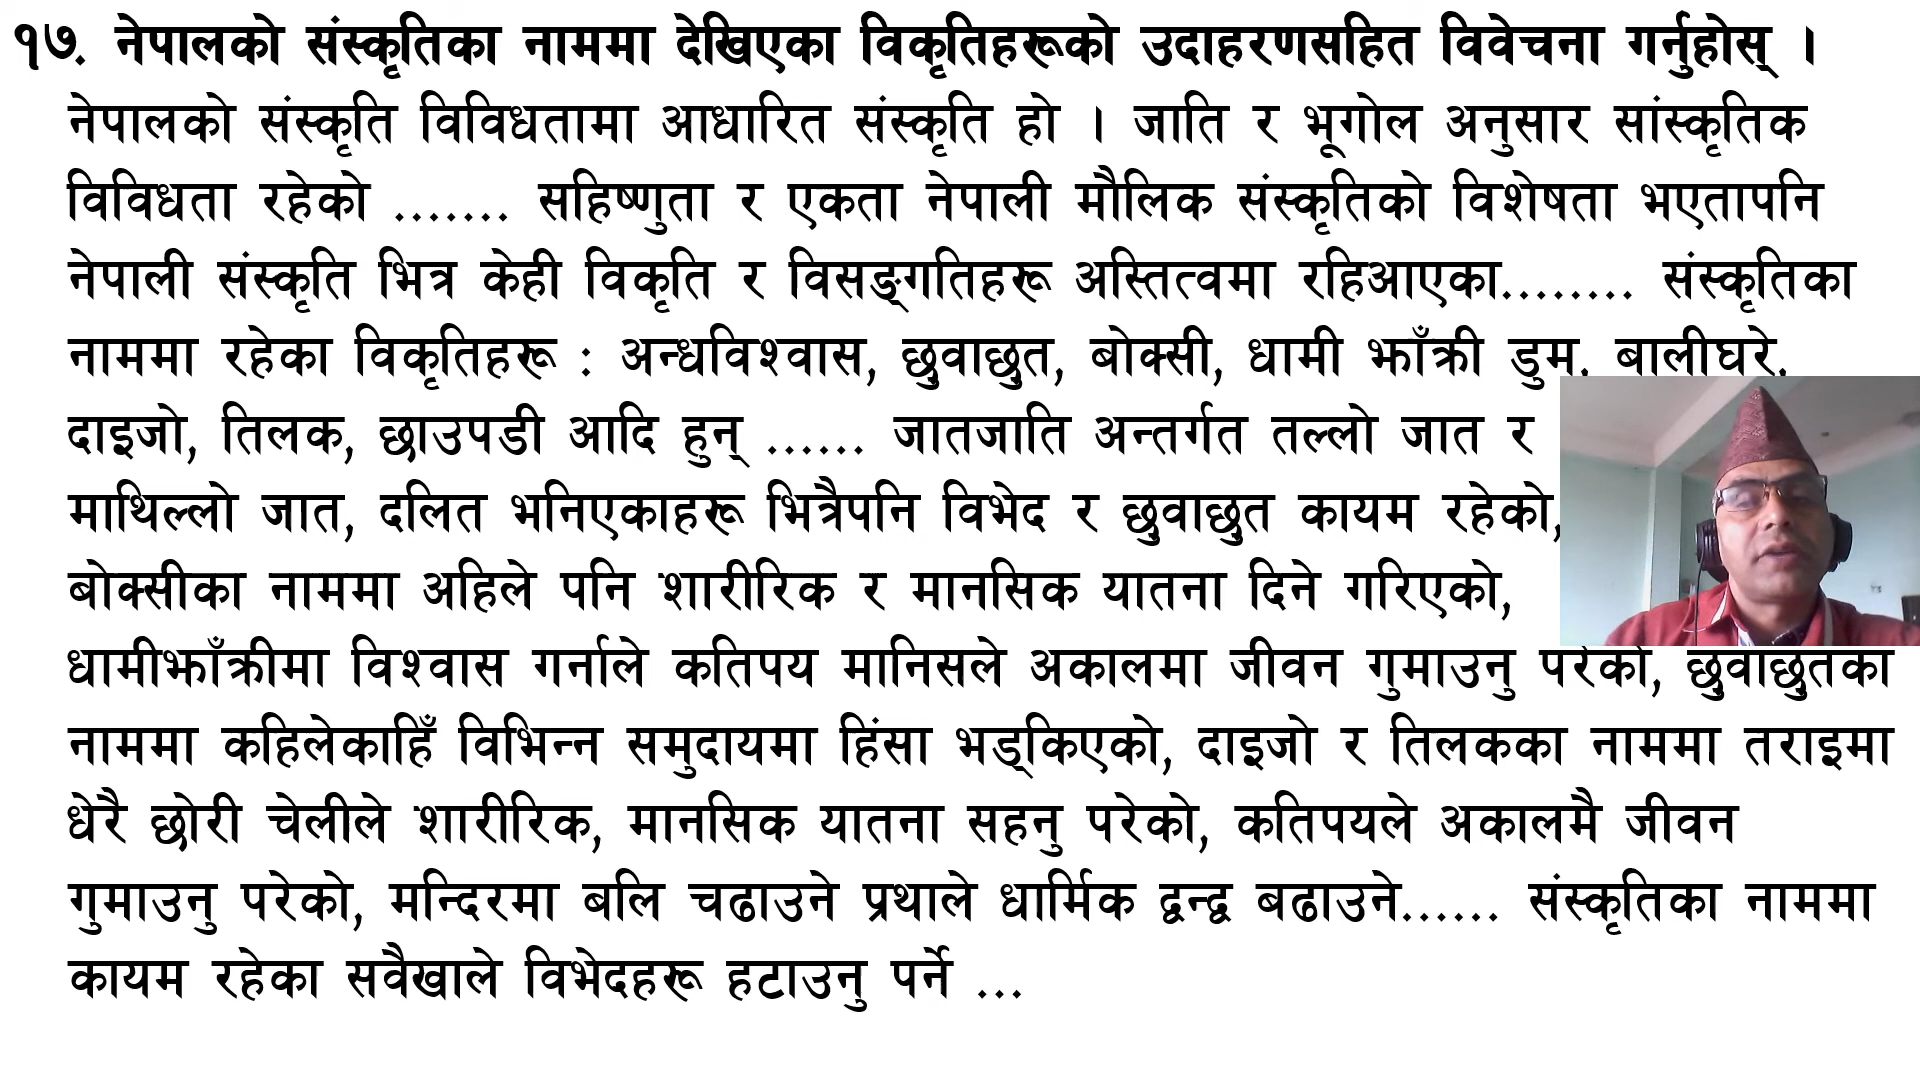 १७. नेपालको संस्कृतिका नाममा देखिएका विकृतिहरूको उदाहरणसहित विवेचना गर्नुहोस् ।
नेपालको संस्कृति विविधतामा आधारित संस्कृति हो । जाति र भूगोल अनुसार सांस्कृतिक
विविधता रहेको ....... सहिष्णुता र एकता नेपाली मौलिक संस्कृतिको विशेषता भएतापनि
नेपाली संस्कृति भित्र केही विकृति र विसङ्गतिहरू अस्तित्वमा रहिआएका........ संस्कृतिका
नाममा रहेका विकृतिहरू : अन्धविश्वास, छुवाछुत, बोक्सी, धामी झाँक्री डुम, बालीघरे,
दाइजो, तिलक, छाउपडी आदि हुन् ...... जातजाति अन्तर्गत तल्लो जात र
माथिल्लो जात, दलित भनिएकाहरू भित्रैपनि विभेद र छुवाछुत कायम रहेको,
बोक्सीका नाममा अहिले पनि शारीरिक र मानसिक यातना दिने गरिएको,
धामीझाँक्रीमा विश्वास गर्नाले कतिपय मानिसले अकालमा जीवन गुमाउनु परेको, छुवाछुतका
नाममा कहिलेकाहिँ विभिन्न समुदायमा हिंसा भड्किएको, दाइजो र तिलकका नाममा तराइमा
धेरै छोरी चेलीले शारीरिक, मानसिक यातना सहनु परेको, कतिपयले अकालमै जीवन
गुमाउनु परेको, मन्दिरमा बलि चढाउने प्रथाले धार्मिक द्वन्द्व बढाउने...... संस्कृतिका नाममा
कायम रहेका सवैखाले विभेदहरू हटाउनु पर्ने ...